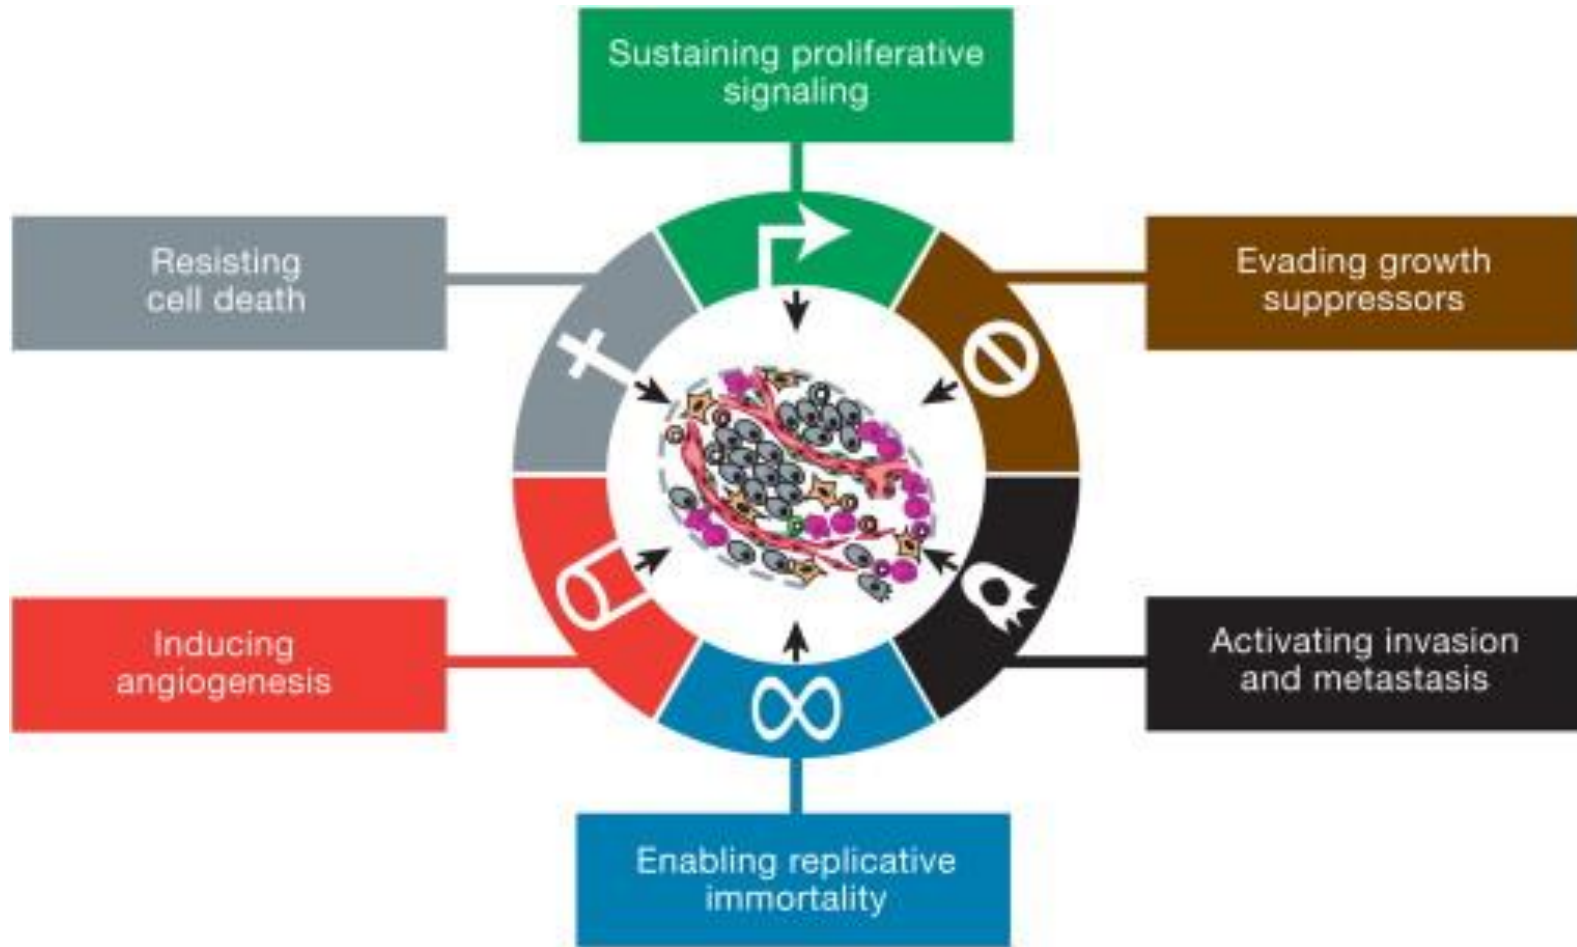 Sustaining proliferative
signaling
Resisting
cell death
Evading growth
suppressors
Inducing
angiogenesis
Activating invasion
and metastasis
Enabling replicative
immortality